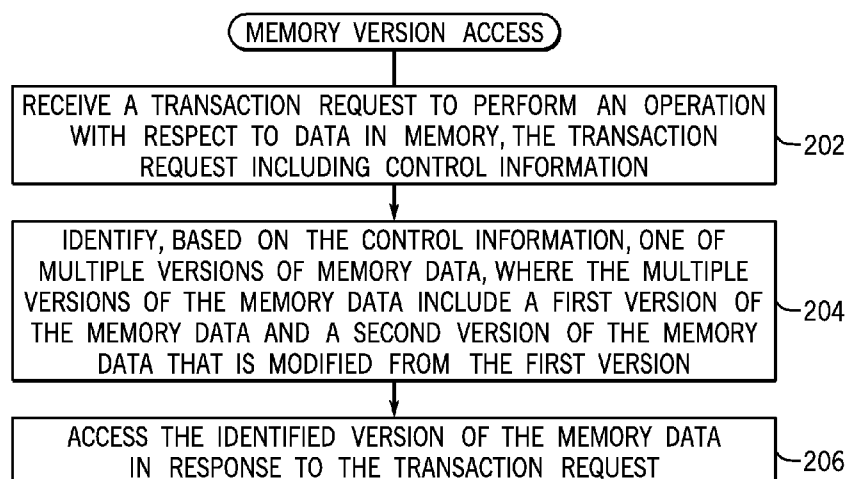 MEMORY VERSION ACCESS
RECEIVE A TRANSACTION REQUEST TO PERFORM AN OPERATION
WITH RESPECT TO DATA IN MEMORY, THE TRANSACTION
REQUEST INCLUDING CONTROL INFORMATION
202
IDENTIFY, BASED ON THE CONTROL INFORMATION, ONE OF
MULTIPLE VERSIONS OF MEMORY DATA, WHERE THE MULTIPLE
VERSIONS OF THE MEMORY DATA INCLUDE A FIRST VERSION OF
THE MEMORY DATA AND A SECOND VERSION OF THE MEMORY
DATA THAT IS MODIFIED FROM THE FIRST VERSION
204
ACCESS THE IDENTIFIED VERSION OF THE MEMORY DATA
IN RESPONSE TO THE TRANSACTION REQUEST
206